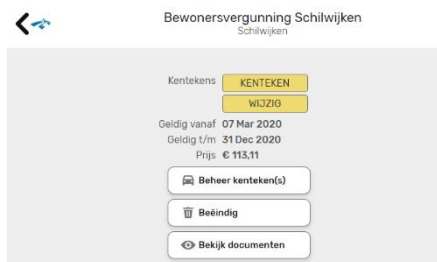 Bewonersvergunning Schilwijken
Schilwijken
Kentekens KENTEKEN
WIJZIG
Geldig vanaf 07 Mar 2020
Geldig t/m 31 Dec 2020
Prijs € 113,11
Beheer kenteken(s)
Beëindig
Bekijk documenten